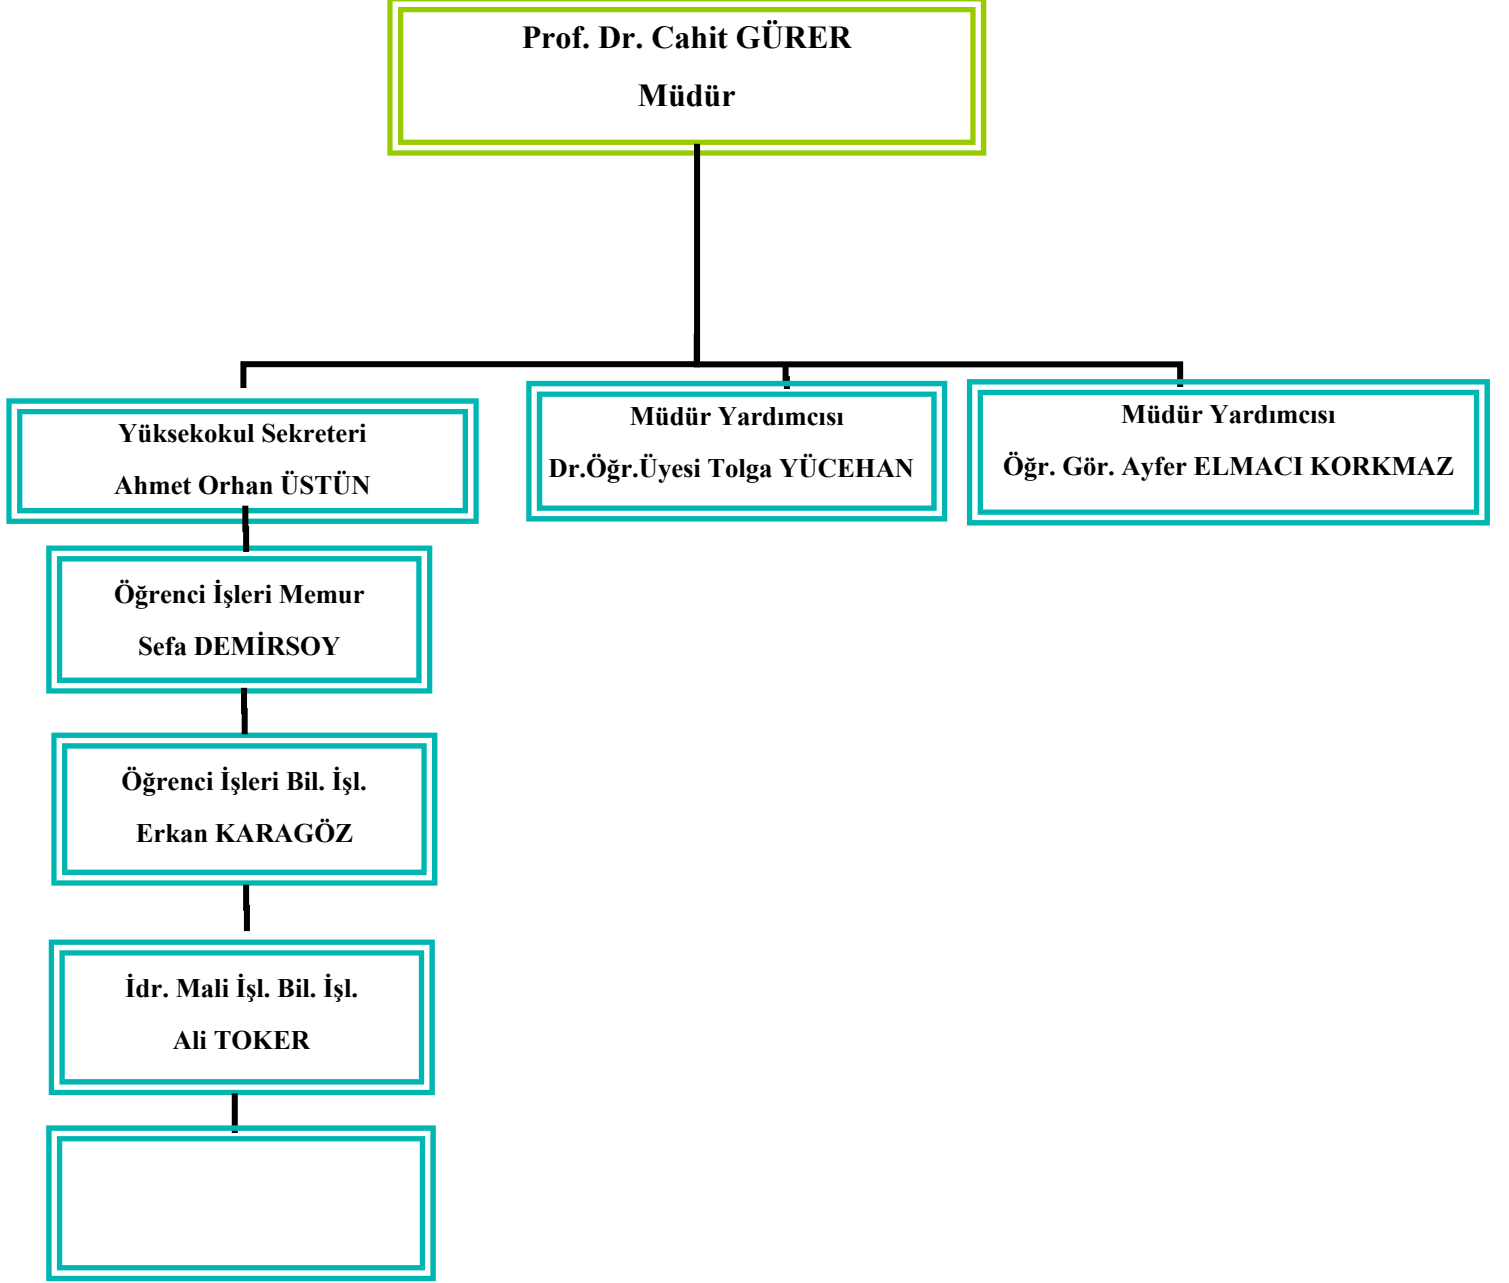 Prof. Dr. Cahit GÜRER
Müdür
Yüksekokul Sekreteri
Ahmet Orhan ÜSTÜN
Müdür Yardımcısı
Dr.Öğr.Üyesi Tolga YÜCEHAN
Müdür Yardımcısı
Öğr. Gör. Ayfer ELMACI KORKMAZ
Öğrenci İşleri Memur
Sefa DEMİRSOY
Öğrenci İşleri Bil. İşl.
Erkan KARAGÖZ
İdr. Mali İşl. Bil. İşl.
Ali TOKER